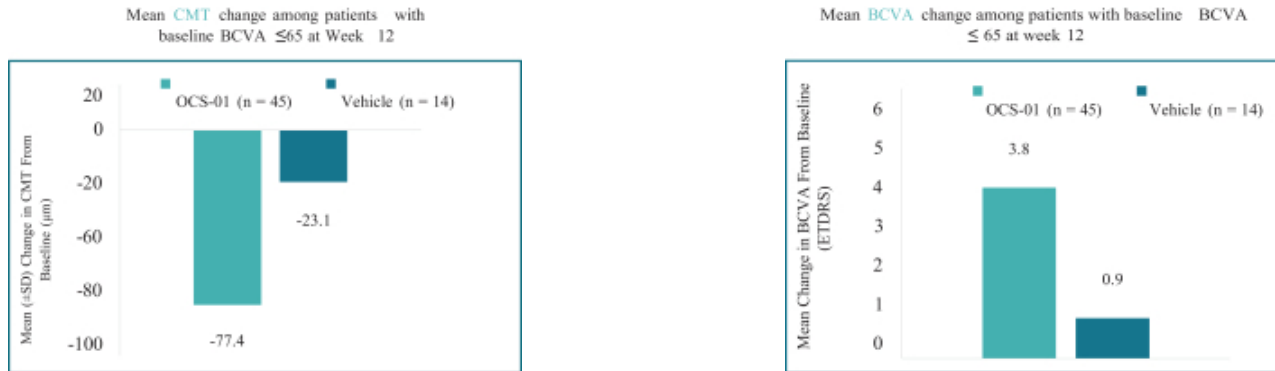 Mean CMT change among patients with
baseline BCVA ≤65 at Week 12
OCS-01 (n = 45)
Vehicle (n = 14)
20
0
-20
-60
-80
-100
Mean (±SD) Change in CMT From
Baseline (μm)
-77.4
-23.1
Mean BCVA change among patients with baseline BCVA
≤ 65 at week 12
OCS-01 (n = 45)
Vehicle (n = 14)
6
5
4
3
2
1
0
Mean Change in BCVA From Baseline
(ETDRS)
3.8
0.9